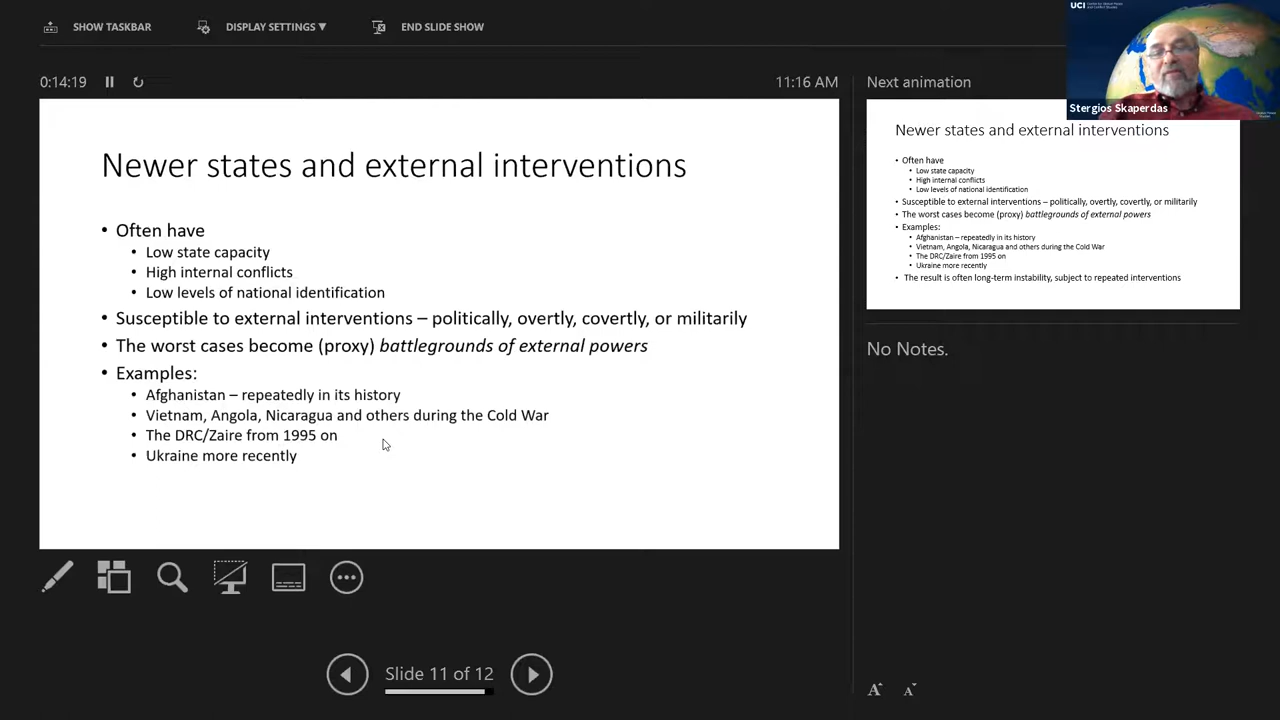 SHOW TASKBAR
DISPLAY SETTINGS ▼
END SLIDE SHOW
UCI
Stergios Skaperdas
0:14:19
11:16 AM
Next animation
Newer states and external interventions
• Often have
• Low state capacity
• High internal conflicts
• Low levels of national identification
• Susceptible to external interventions – politically, overtly, covertly, or militarily
• The worst cases become (proxy) battlegrounds of external powers
• Examples:
• Afghanistan – repeatedly in its history
• Vietnam, Angola, Nicaragua and others during the Cold War
• The DRC/Zaire from 1995 on
• Ukraine more recently
Newer states and external interventions
• Often have
• Low state capacity
• High internal conflicts
• Low levels of national identification
• Susceptible to external interventions – politically, overtly, covertly, or militarily
• The worst cases become (proxy) battlegrounds of external powers
• Examples:
• Afghanistan – repeatedly in its history
• Vietnam, Angola, Nicaragua and others during the Cold War
• The DRC/Zaire from 1995 on
• Ukraine more recently
• The result is often long-term instability, subject to repeated interventions
No Notes.
Slide 11 of 12
A A